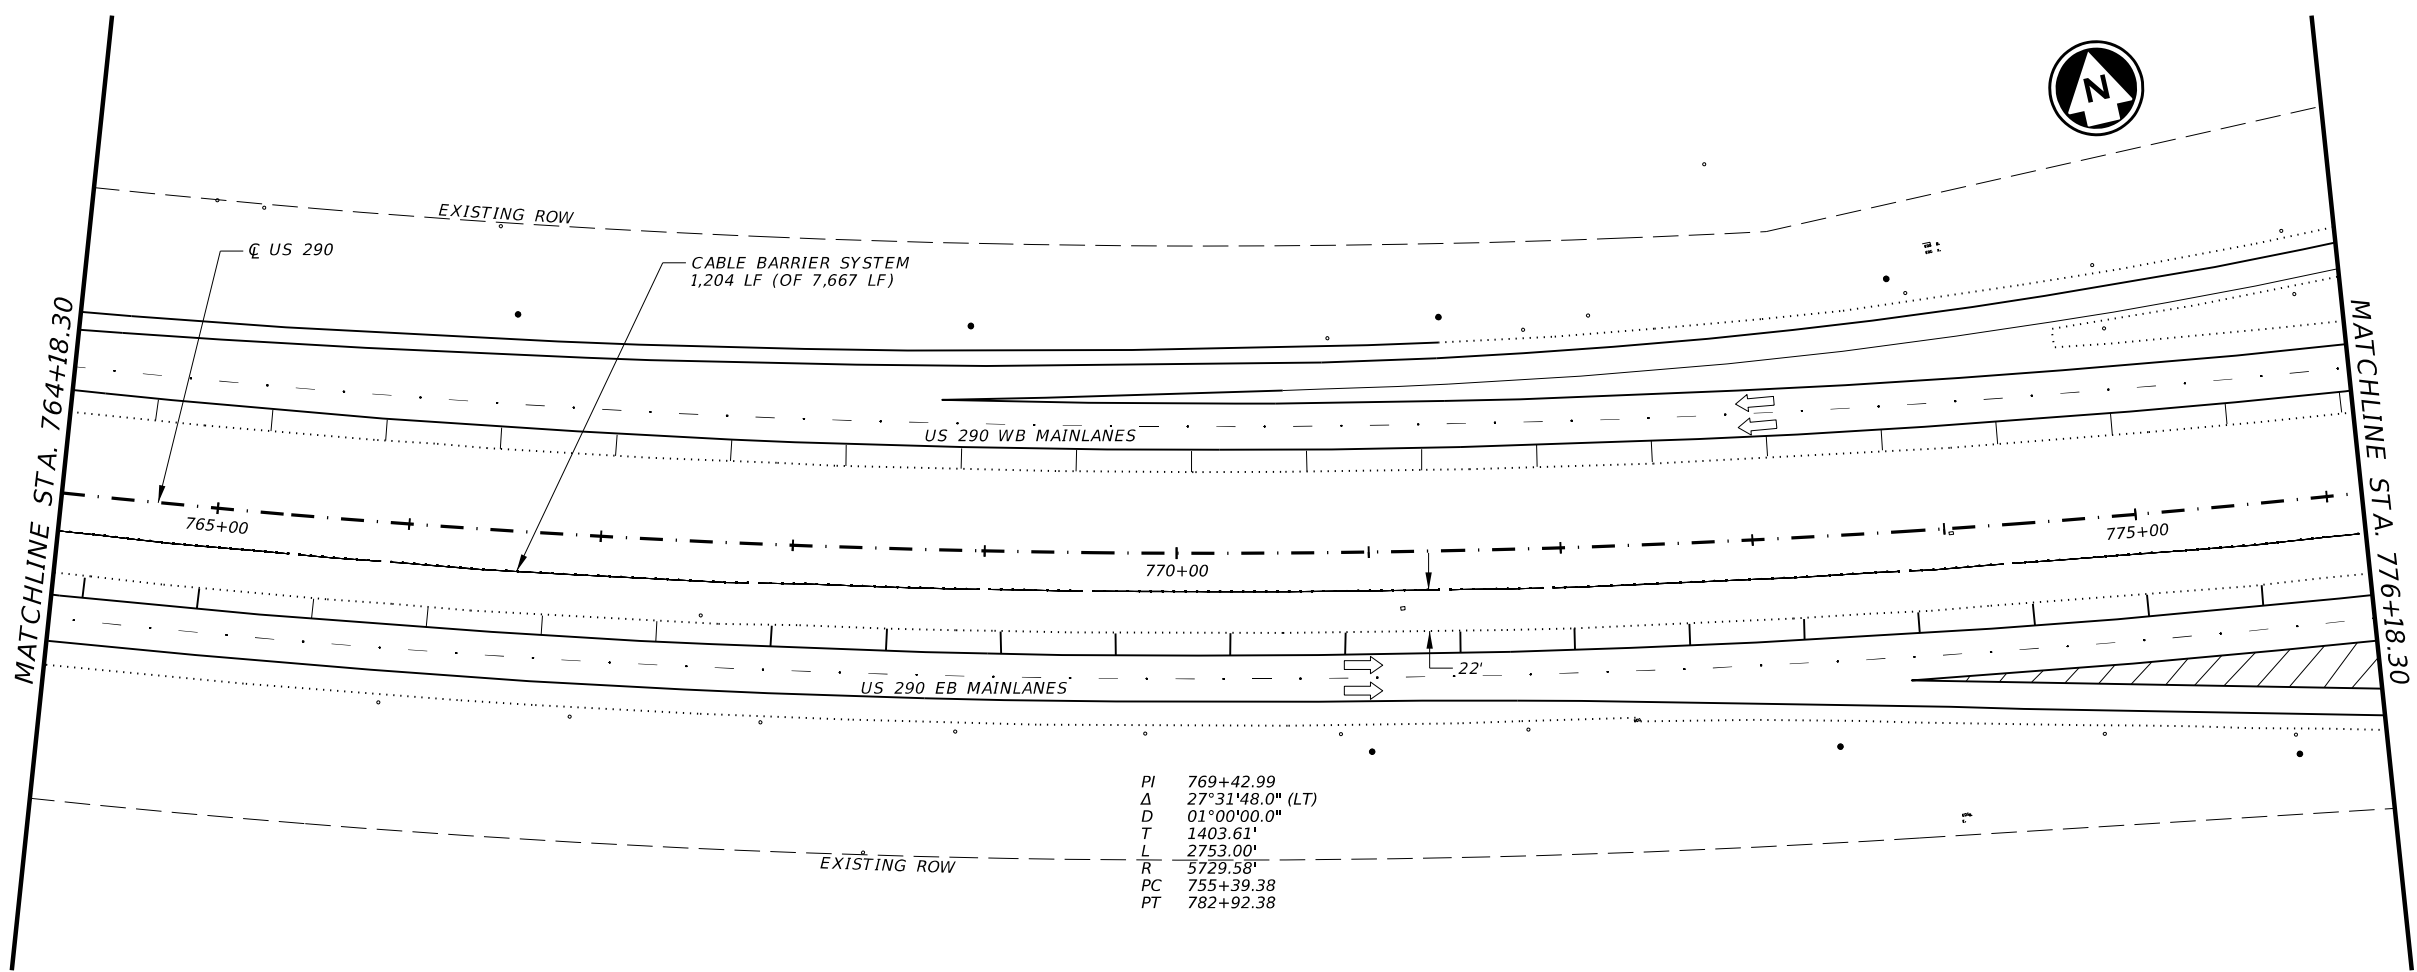 N
EXISTING ROW
℄ US 290
CABLE BARRIER SYSTEM
1,204 LF (OF 7,667 LF)
MATCHLINE STA. 764+18.30
MATCHLINE STA. 776+18.30
US 290 WB MAINLANES
765+00
770+00
775+00
22'
US 290 EB MAINLANES
PI 769+42.99
Δ 27°31'48.0" (LT)
D 01°00'00.0"
T 1403.61'
L 2753.00'
R 5729.58'
PC 755+39.38
PT 782+92.38
EXISTING ROW